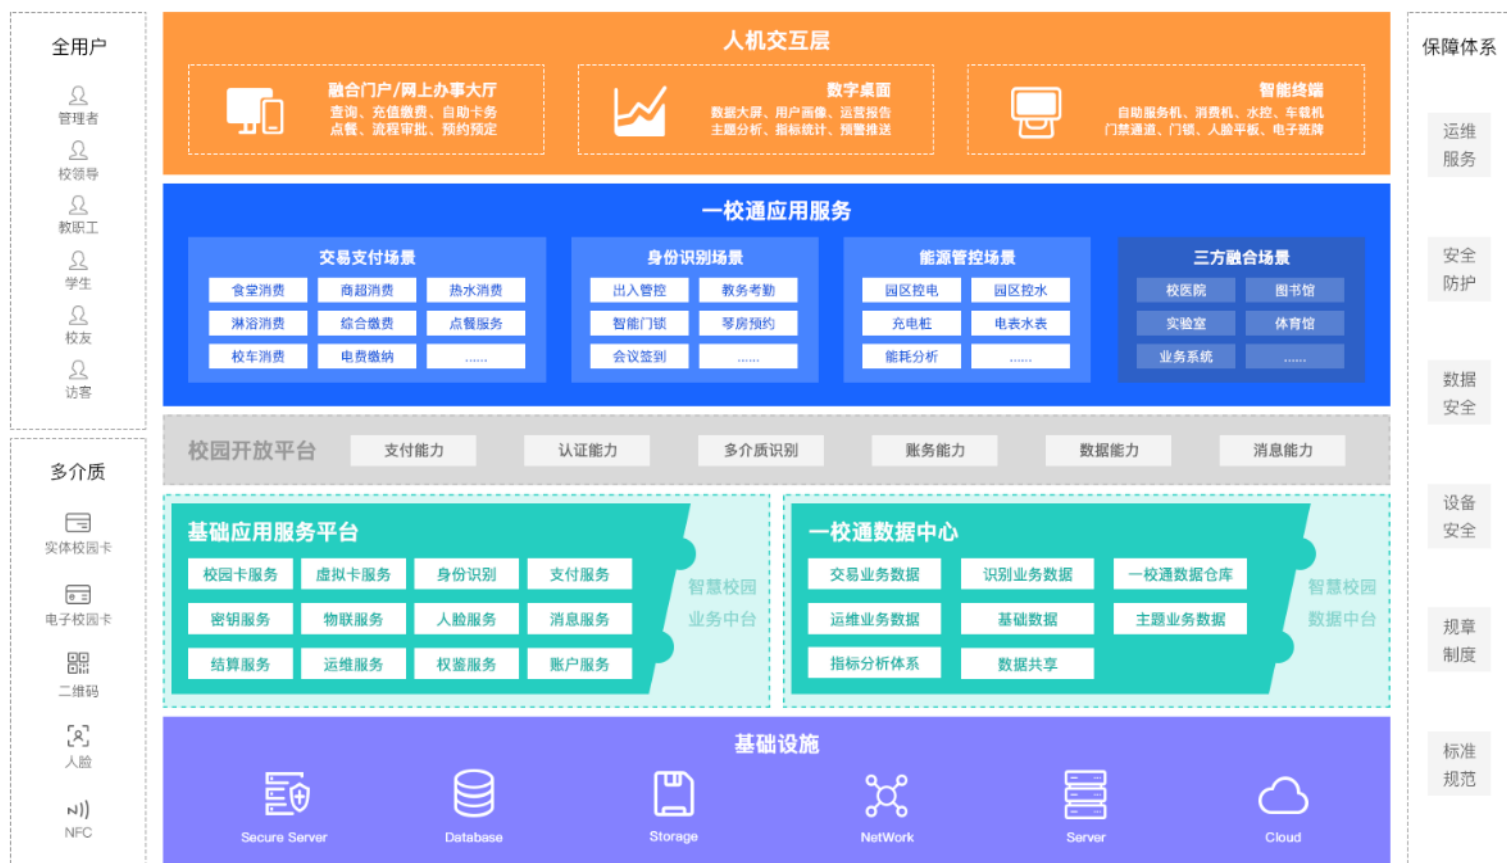 全用户
管理者
校领导
教职工
学生
校友
访客
多介质
实体校园卡
电子校园卡
二维码
人脸
NFC
人机交互层
融合门户/网上办事大厅
查询、充值缴费、自助卡务
点餐、流程审批、预约预定
数字桌面
数据大屏、用户画像、运营报告
主题分析、指标统计、预警推送
智能终端
自助服务机、消费机、水控、车载机
门禁通道、门锁、人脸平板、电子班牌
一校通应用服务
交易支付场景
食堂消费
商超消费
热水消费
淋浴消费
综合缴费
点餐服务
校车消费
电费缴纳
......
身份识别场景
出入管控
教务考勤
智能门锁
琴房预约
会议签到
......
能源管控场景
园区控电
园区控水
充电桩
电表水表
能耗分析
......
三方融合场景
校医院
图书馆
实验室
体育馆
业务系统
......
校园开放平台
支付能力
认证能力
多介质识别
账务能力
数据能力
消息能力
基础应用服务平台
校园卡服务
虚拟卡服务
身份识别
支付服务
密钥服务
物联服务
人脸服务
消息服务
结算服务
运维服务
权鉴服务
账户服务
智慧校园
业务中台
一校通数据中心
交易业务数据
识别业务数据
一校通数据仓库
运维业务数据
基础数据
主题业务数据
指标分析体系
数据共享
智慧校园
数据中台
基础设施
Secure Server
Database
Storage
NetWork
Server
Cloud
保障体系
运维
服务
安全
防护
数据
安全
设备
安全
规章
制度
标准
规范